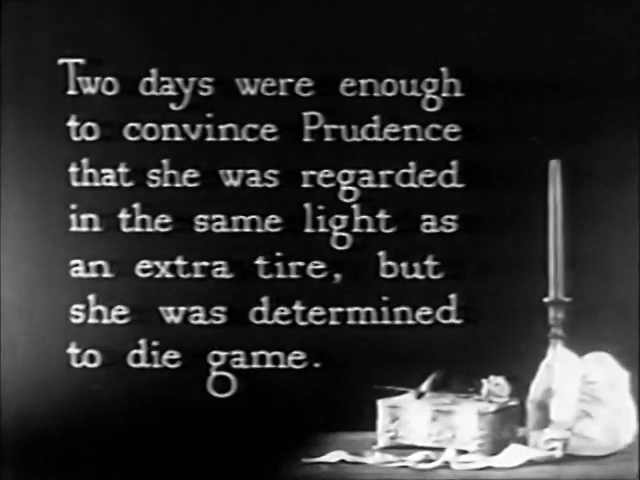 Two days were enough
to convince Prudence
that she was regarded
in the same light as
an extra tire, but
she was determined
to die game.